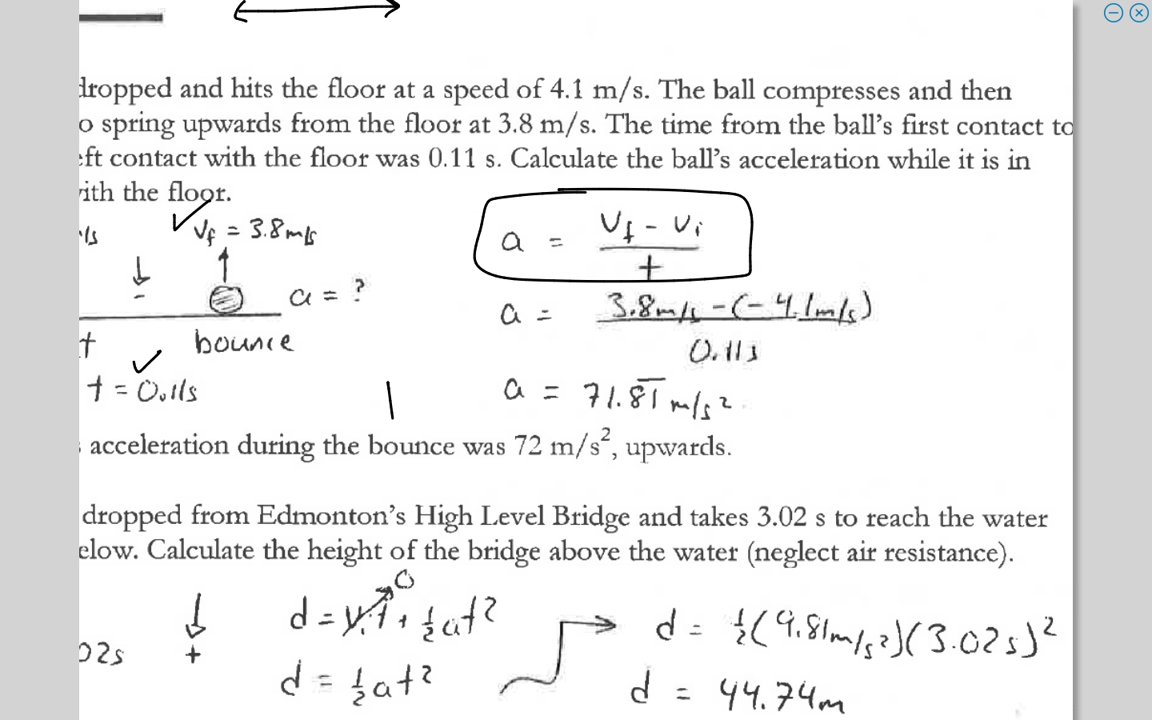 dropped and hits the floor at a speed of 4.1 m/s. The ball compresses and then
o spring upwards from the floor at 3.8 m/s. The time from the ball's first contact to
eft contact with the floor was 0.11 s. Calculate the ball's acceleration while it is in
with the floor.
/s ✓ Vf = 3.8m/s
a = Vf - Vi / t
↓ - a = ?
a = 3.8m/s - (- 4.1m/s) / 0.11s
t bounce
✓ t = 0.11s
a = 71.81̅ m/s²
acceleration during the bounce was 72 m/s², upwards.
dropped from Edmonton's High Level Bridge and takes 3.02 s to reach the water
elow. Calculate the height of the bridge above the water (neglect air resistance).
02s ↓ +
d = Vit + ½at² 0
d = ½at²
d = ½(9.81m/s²)(3.02s)²
d = 44.74m